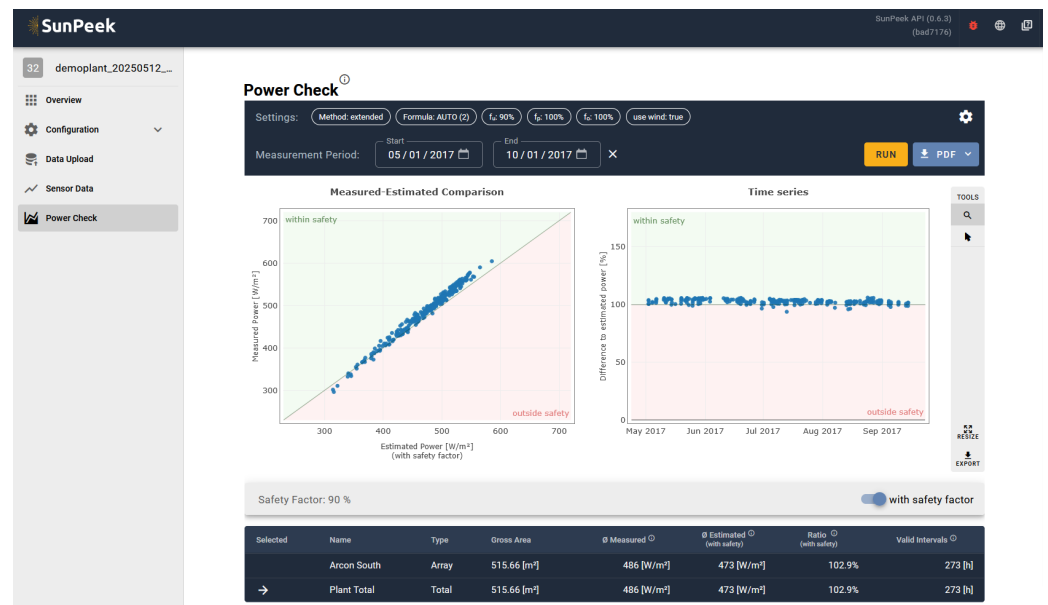 SunPeek
SunPeek API (0.6.3)
(bad7176)
32 demoplant_20250512_...
Overview
Configuration
Data Upload
Sensor Data
Power Check
Power Check
Settings: Method: extended Formula: AUTO (2) fᵤ: 90% fₚ: 100% fₒ: 100% use wind: true
Measurement Period: Start 05/01/2017 End 10/01/2017 × RUN PDF
Measured-Estimated Comparison
within safety
outside safety
700
600
500
400
300
Measured Power [W/m²]
300 400 500 600 700
Estimated Power [W/m²]
(with safety factor)
Time series
within safety
outside safety
150
100
50
0
Difference to estimated power [%]
May 2017 Jun 2017 Jul 2017 Aug 2017 Sep 2017
TOOLS
RESIZE
EXPORT
Safety Factor: 90 %
with safety factor
Selected Name Type Gross Area Ø Measured Ø Estimated (with safety) Ratio (with safety) Valid Intervals
Arcon South Array 515.66 [m²] 486 [W/m²] 473 [W/m²] 102.9% 273 [h]
→ Plant Total Total 515.66 [m²] 486 [W/m²] 473 [W/m²] 102.9% 273 [h]